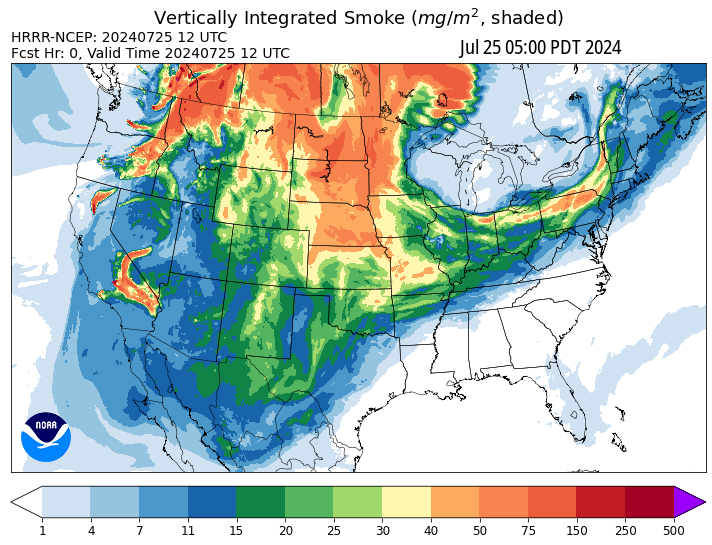 Vertically Integrated Smoke (mg/m², shaded)
HRRR-NCEP: 20240725 12 UTC
Fcst Hr: 0, Valid Time 20240725 12 UTC
Jul 25 05:00 PDT 2024
NOAA
1 4 7 11 15 20 25 30 40 50 75 150 250 500